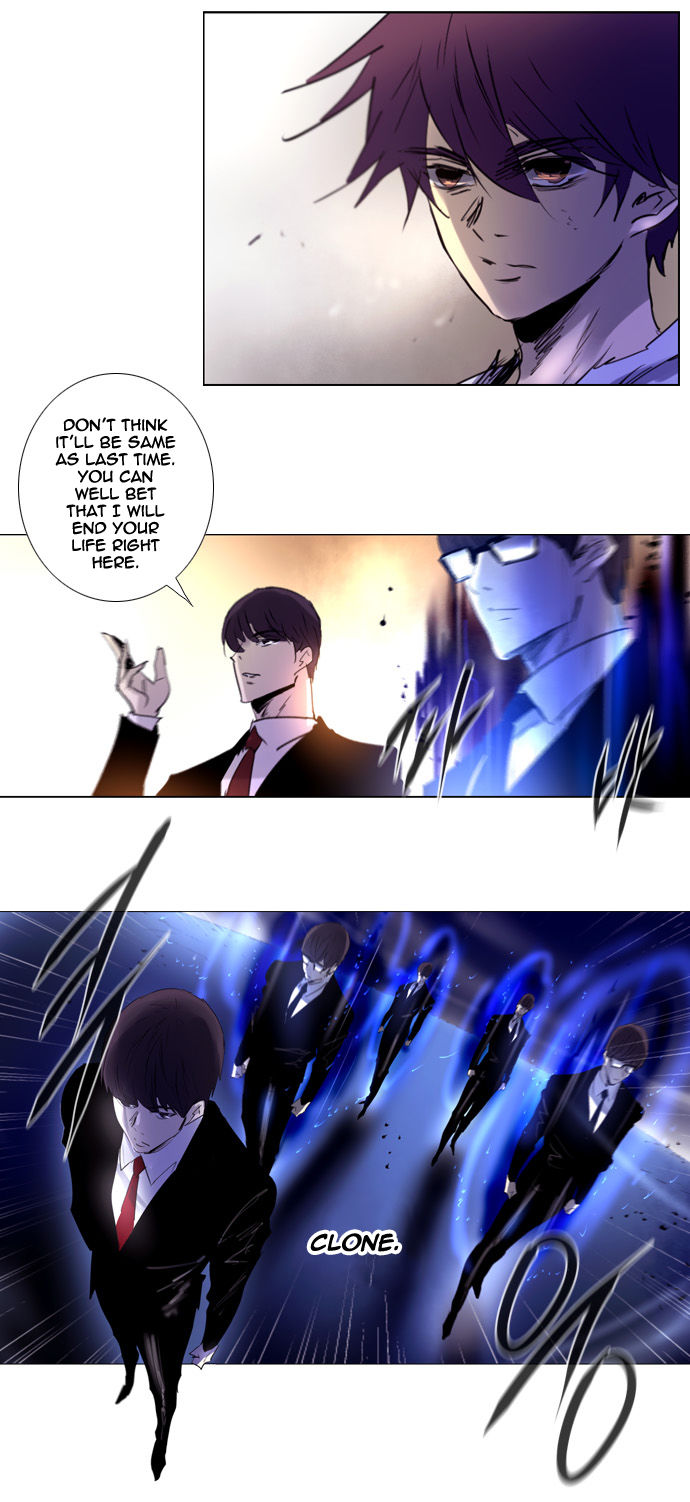 DON'T THINK
IT'LL BE SAME
AS LAST TIME.
YOU CAN
WELL BET
THAT I WILL
END YOUR
LIFE RIGHT
HERE.
CLONE.